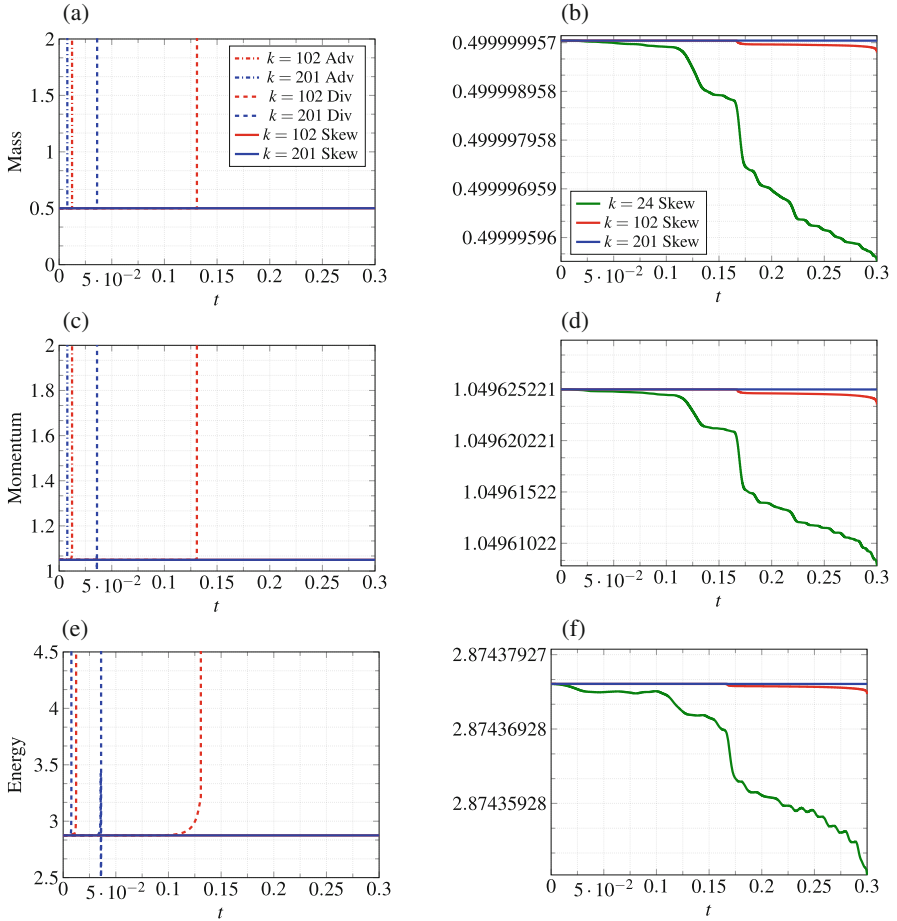 (a)
2
1.5
1
0.5
0
Mass
0
5 · 10−2
0.1
0.15
0.2
0.25
0.3
t
k = 102 Adv
k = 201 Adv
k = 102 Div
k = 201 Div
k = 102 Skew
k = 201 Skew
(b)
0.499999957
0.499998958
0.499997958
0.499996959
0.49999596
0
5 · 10−2
0.1
0.15
0.2
0.25
0.3
t
k = 24 Skew
k = 102 Skew
k = 201 Skew
(c)
2
1.8
1.6
1.4
1.2
1
Momentum
0
5 · 10−2
0.1
0.15
0.2
0.25
0.3
t
(d)
1.049625221
1.049620221
1.04961522
1.04961022
0
5 · 10−2
0.1
0.15
0.2
0.25
0.3
t
(e)
4.5
4
3.5
3
2.5
Energy
0
5 · 10−2
0.1
0.15
0.2
0.25
0.3
t
(f)
2.87437927
2.87436928
2.87435928
0
5 · 10−2
0.1
0.15
0.2
0.25
0.3
t